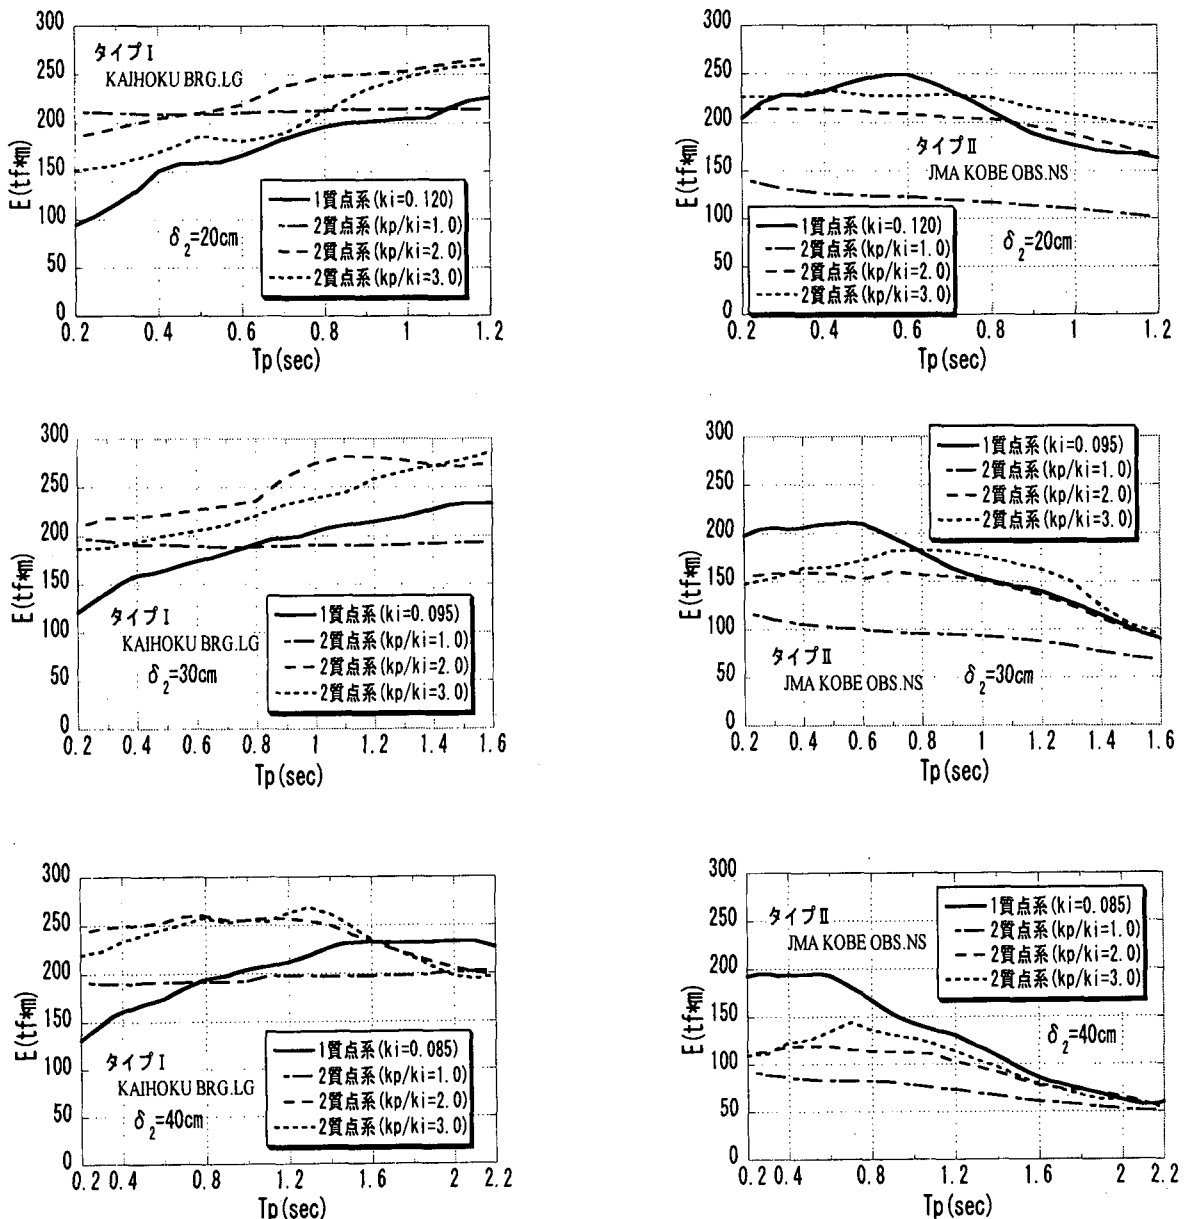 300
250
200
150
100
50
0
E(tf*m)
タイプI
KAIHOKU BRG.LG
δ2=20cm
1質点系(ki=0.120)
2質点系(kp/ki=1.0)
2質点系(kp/ki=2.0)
2質点系(kp/ki=3.0)
0.2 0.4 0.6 0.8 1 1.2
Tp(sec)
300
250
200
150
100
50
0
E(tf*m)
タイプII
JMA KOBE OBS.NS
δ2=20cm
1質点系(ki=0.120)
2質点系(kp/ki=1.0)
2質点系(kp/ki=2.0)
2質点系(kp/ki=3.0)
0.2 0.4 0.6 0.8 1 1.2
Tp(sec)
300
250
200
150
100
50
0
E(tf*m)
タイプI
KAIHOKU BRG.LG
δ2=30cm
1質点系(ki=0.095)
2質点系(kp/ki=1.0)
2質点系(kp/ki=2.0)
2質点系(kp/ki=3.0)
0.2 0.4 0.6 0.8 1 1.2 1.4 1.6
Tp(sec)
300
250
200
150
100
50
0
E(tf*m)
1質点系(ki=0.095)
2質点系(kp/ki=1.0)
2質点系(kp/ki=2.0)
2質点系(kp/ki=3.0)
タイプII
JMA KOBE OBS.NS
δ2=30cm
0.2 0.4 0.6 0.8 1 1.2 1.4 1.6
Tp(sec)
300
250
200
150
100
50
0
E(tf*m)
タイプI
KAIHOKU BRG.LG
δ2=40cm
1質点系(ki=0.085)
2質点系(kp/ki=1.0)
2質点系(kp/ki=2.0)
2質点系(kp/ki=3.0)
0.2 0.4 0.8 1.2 1.6 2 2.2
Tp(sec)
300
250
200
150
100
50
0
E(tf*m)
タイプII
JMA KOBE OBS.NS
1質点系(ki=0.085)
2質点系(kp/ki=1.0)
2質点系(kp/ki=2.0)
2質点系(kp/ki=3.0)
δ2=40cm
0.2 0.4 0.8 1.2 1.6 2 2.2
Tp(sec)